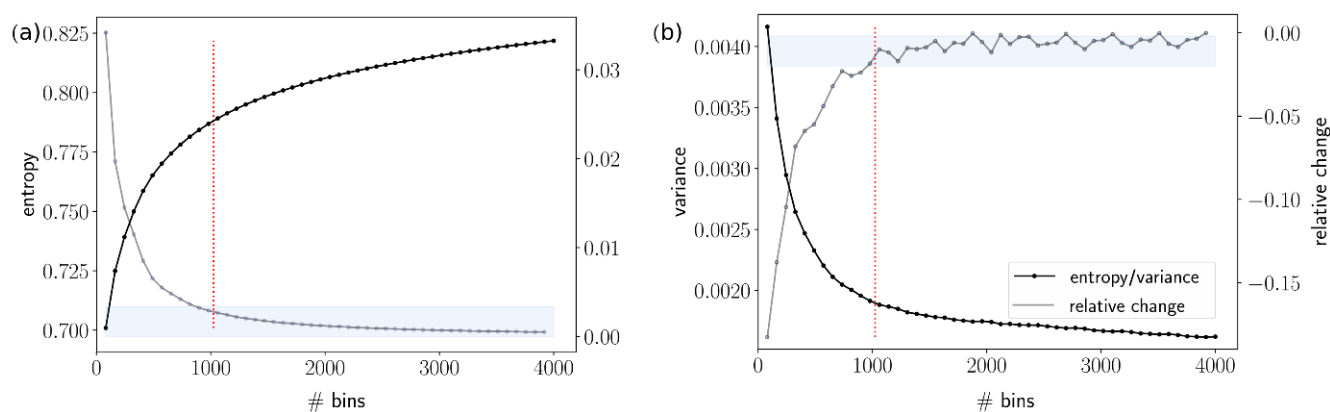 (a)
0.825
0.800
0.775
0.750
0.725
0.700
entropy
0.03
0.02
0.01
0.00
0 1000 2000 3000 4000
# bins
(b)
0.0040
0.0035
0.0030
0.0025
0.0020
variance
0.00
−0.05
−0.10
−0.15
relative change
entropy/variance
relative change
0 1000 2000 3000 4000
# bins